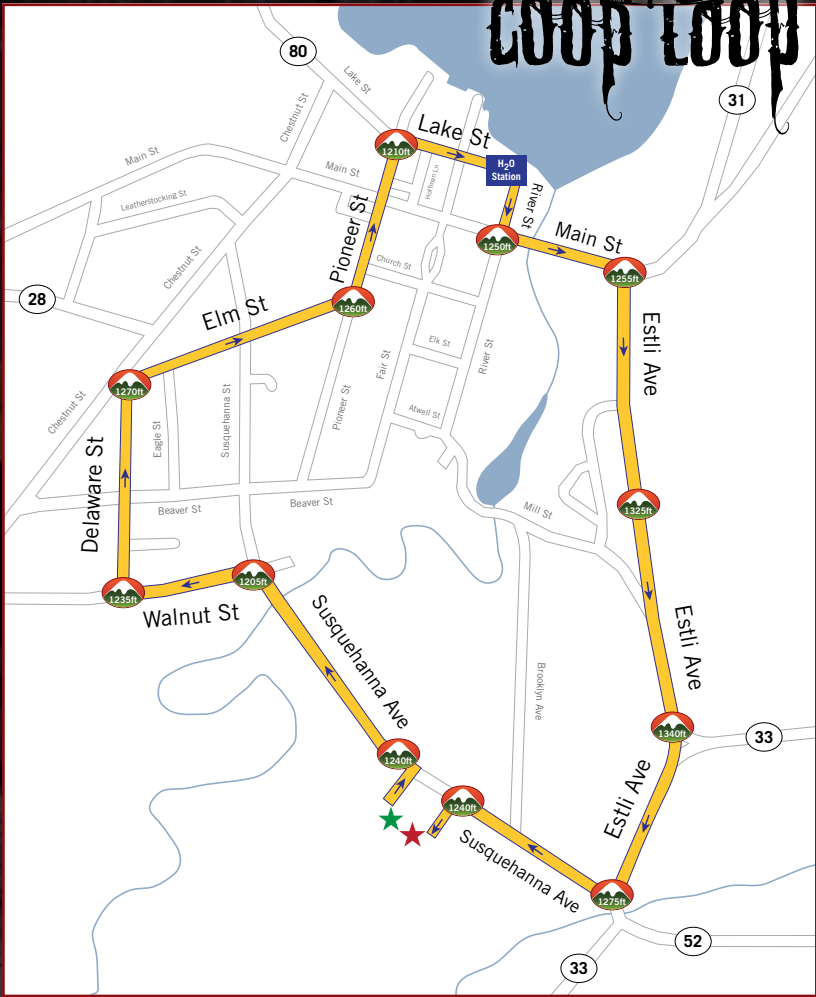 COOP LOOP
80
31
Lake St
Chestnut St
1210ft
Lake St
Main St
Main St
H2O
Station
Hoffman Ln
Leatherstocking St
River St
Pioneer St
1250ft
Main St
Chestnut St
Church St
1255ft
28
1260ft
Elm St
Estli Ave
Elk St
River St
Fair St
1270ft
Chestnut St
Eagle St
Susquehanna St
Pioneer St
Atwell St
Delaware St
Beaver St
Beaver St
1325ft
Mill St
1205ft
1235ft
Walnut St
Susquehanna Ave
Estli Ave
Brooklyn Ave
1340ft
33
1240ft
1240ft
Estli Ave
Susquehanna Ave
1275ft
52
33